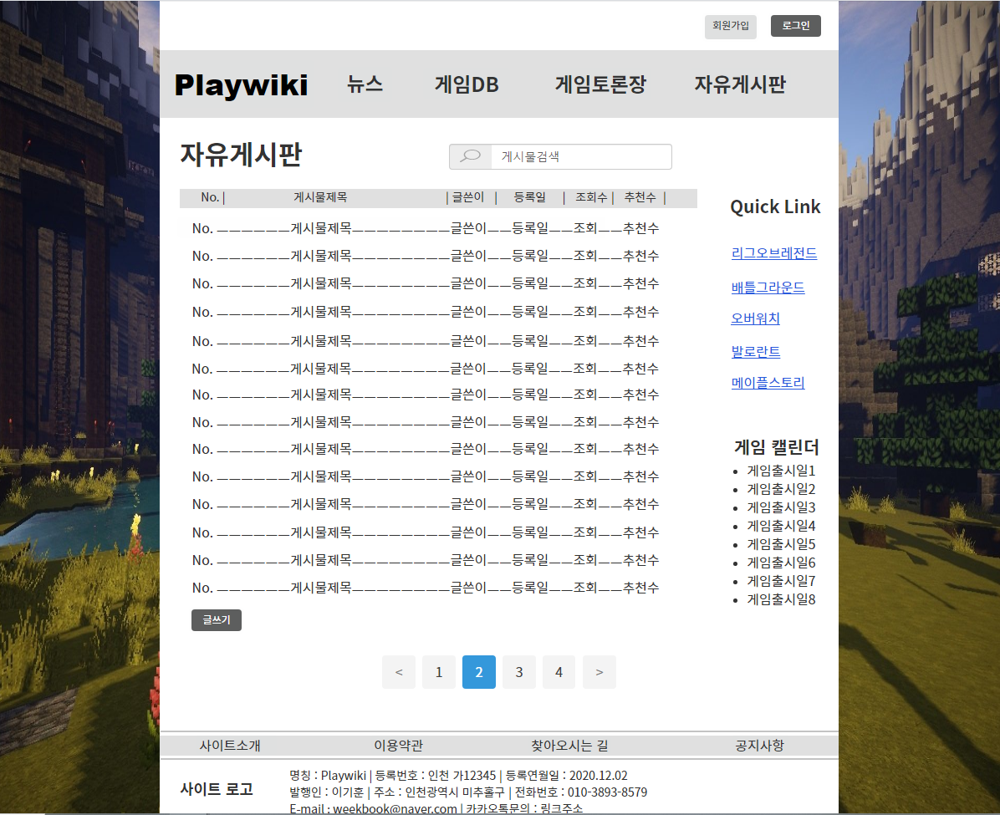 회원가입 로그인
Playwiki 뉴스 게임DB 게임토론장 자유게시판
자유게시판
게시물검색
No. | 게시물제목 | 글쓴이 | 등록일 | 조회수 | 추천수 |
No. ——————게시물제목————————글쓴이——등록일——조회——추천수
No. ——————게시물제목————————글쓴이——등록일——조회——추천수
No. ——————게시물제목————————글쓴이——등록일——조회——추천수
No. ——————게시물제목————————글쓴이——등록일——조회——추천수
No. ——————게시물제목————————글쓴이——등록일——조회——추천수
No. ——————게시물제목————————글쓴이——등록일——조회——추천수
No. ——————게시물제목————————글쓴이——등록일——조회——추천수
No. ——————게시물제목————————글쓴이——등록일——조회——추천수
No. ——————게시물제목————————글쓴이——등록일——조회——추천수
No. ——————게시물제목————————글쓴이——등록일——조회——추천수
No. ——————게시물제목————————글쓴이——등록일——조회——추천수
No. ——————게시물제목————————글쓴이——등록일——조회——추천수
No. ——————게시물제목————————글쓴이——등록일——조회——추천수
No. ——————게시물제목————————글쓴이——등록일——조회——추천수
글쓰기
< 1 2 3 4 >
Quick Link
리그오브레전드
배틀그라운드
오버워치
발로란트
메이플스토리
게임 캘린더
• 게임출시일1
• 게임출시일2
• 게임출시일3
• 게임출시일4
• 게임출시일5
• 게임출시일6
• 게임출시일7
• 게임출시일8
사이트소개 이용약관 찾아오시는 길 공지사항
사이트 로고
명칭 : Playwiki | 등록번호 : 인천 가12345 | 등록연월일 : 2020.12.02
발행인 : 이기훈 | 주소 : 인천광역시 미추홀구 | 전화번호 : 010-3893-8579
E-mail : weekbook@naver.com | 카카오톡문의 : 링크주소